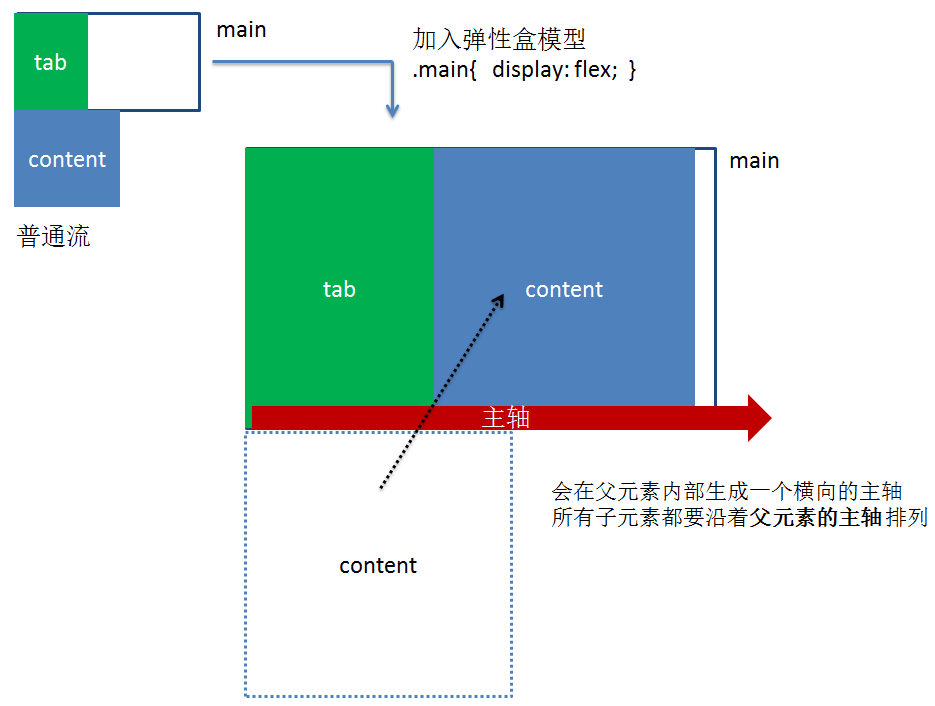 tab
main
content
普通流
加入弹性盒模型
.main{ display: flex; }
main
tab
content
主轴
会在父元素内部生成一个横向的主轴
所有子元素都要沿着父元素的主轴排列
content